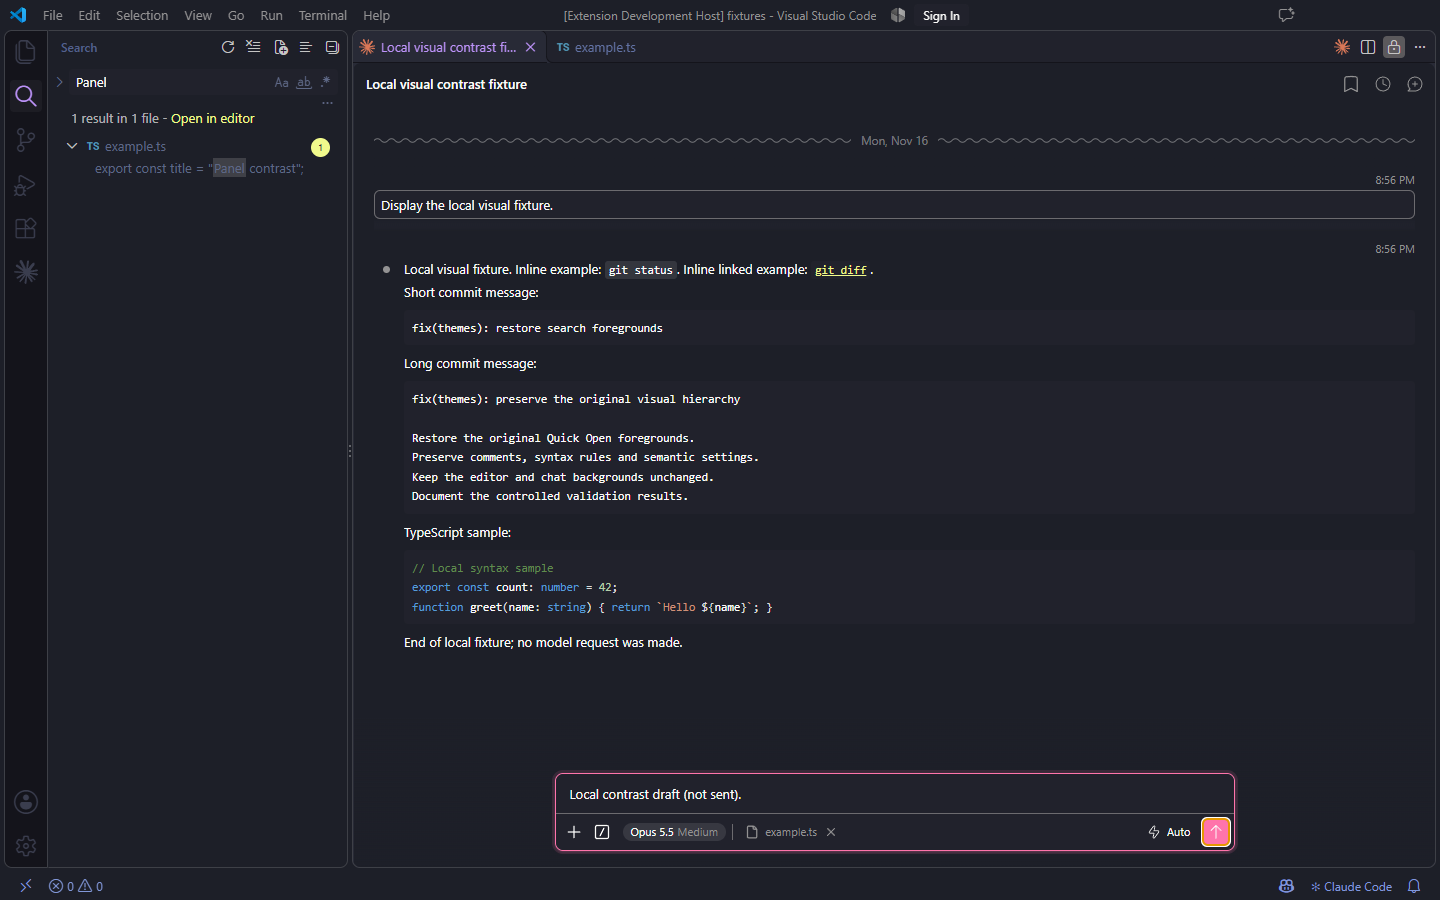 File Edit Selection View Go Run Terminal Help
[Extension Development Host] fixtures - Visual Studio Code
Sign In
Search
Panel
Aa ab .*
1 result in 1 file - Open in editor
TS example.ts
1
export const title = "Panel contrast";
Local visual contrast fi...
TS example.ts
Local visual contrast fixture
Mon, Nov 16
8:56 PM
Display the local visual fixture.
8:56 PM
Local visual fixture. Inline example: git status. Inline linked example: git diff.
Short commit message:
fix(themes): restore search foregrounds
Long commit message:
fix(themes): preserve the original visual hierarchy
Restore the original Quick Open foregrounds.
Preserve comments, syntax rules and semantic settings.
Keep the editor and chat backgrounds unchanged.
Document the controlled validation results.
TypeScript sample:
// Local syntax sample
export const count: number = 42;
function greet(name: string) { return `Hello ${name}`; }
End of local fixture; no model request was made.
Local contrast draft (not sent).
Opus 5.5 Medium
example.ts
Auto
0 0
Claude Code